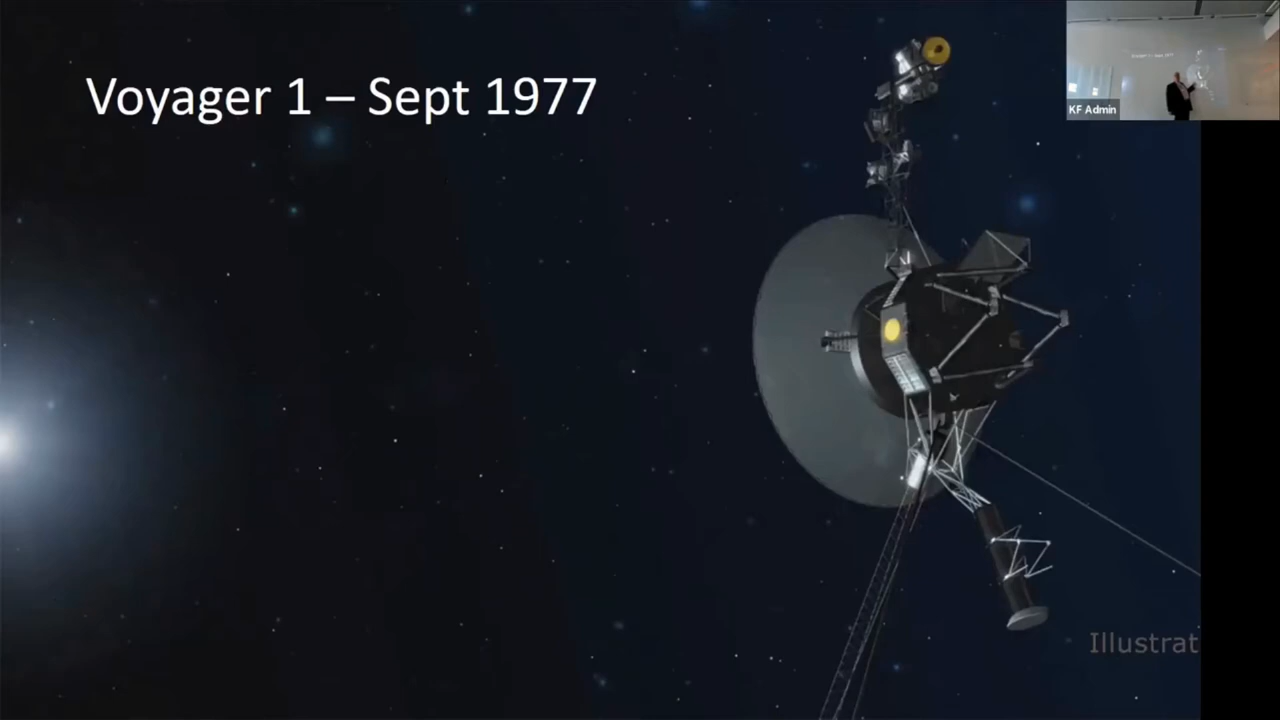 Voyager 1 – Sept 1977
KF Admin
Illustrat